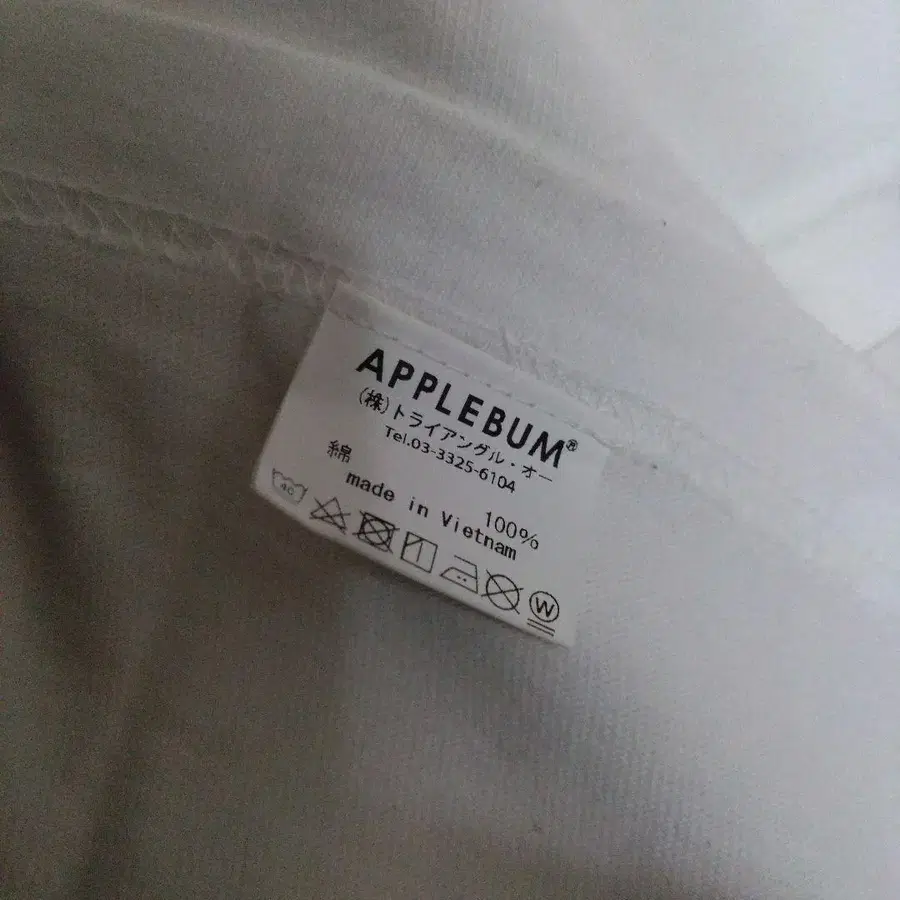 APPLEBUM®
(株)トライアングル・オー
Tel.03-3325-6104
綿 100%
made in Vietnam
40
W